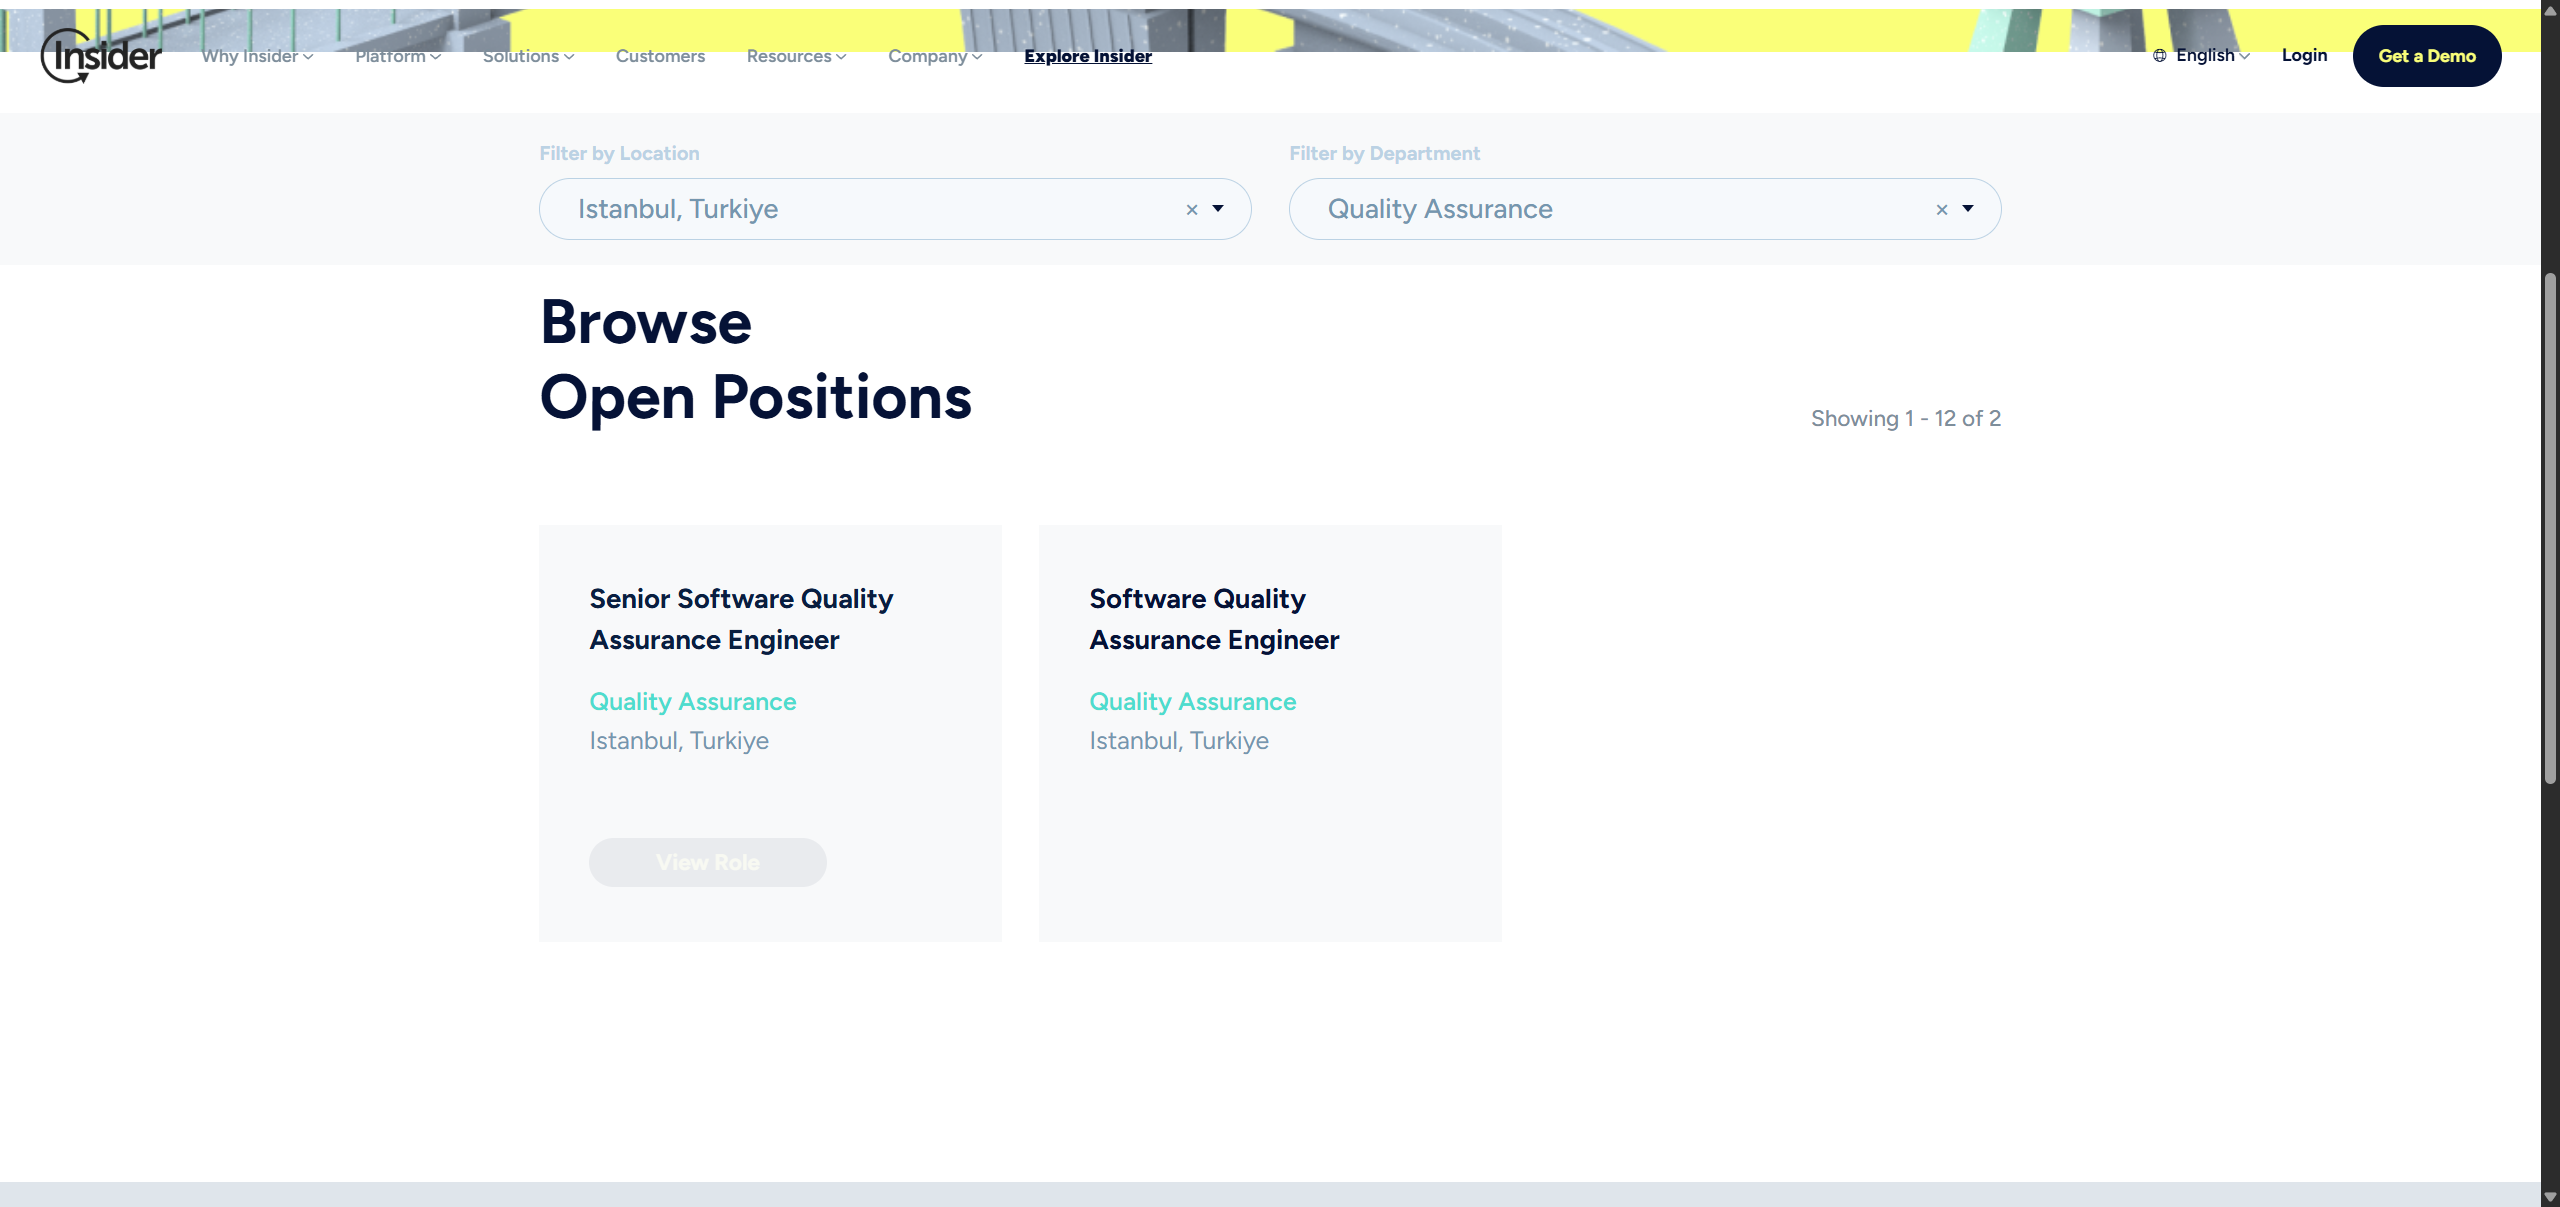 Insider
Why Insider
Platform
Solutions
Customers
Resources
Company
Explore Insider
English
Login
Get a Demo
Filter by Location
Filter by Department
Istanbul, Turkiye
×
Quality Assurance
×
Browse
Open Positions
Showing 1 - 12 of 2
Senior Software Quality
Assurance Engineer
Quality Assurance
Istanbul, Turkiye
View Role
Software Quality
Assurance Engineer
Quality Assurance
Istanbul, Turkiye